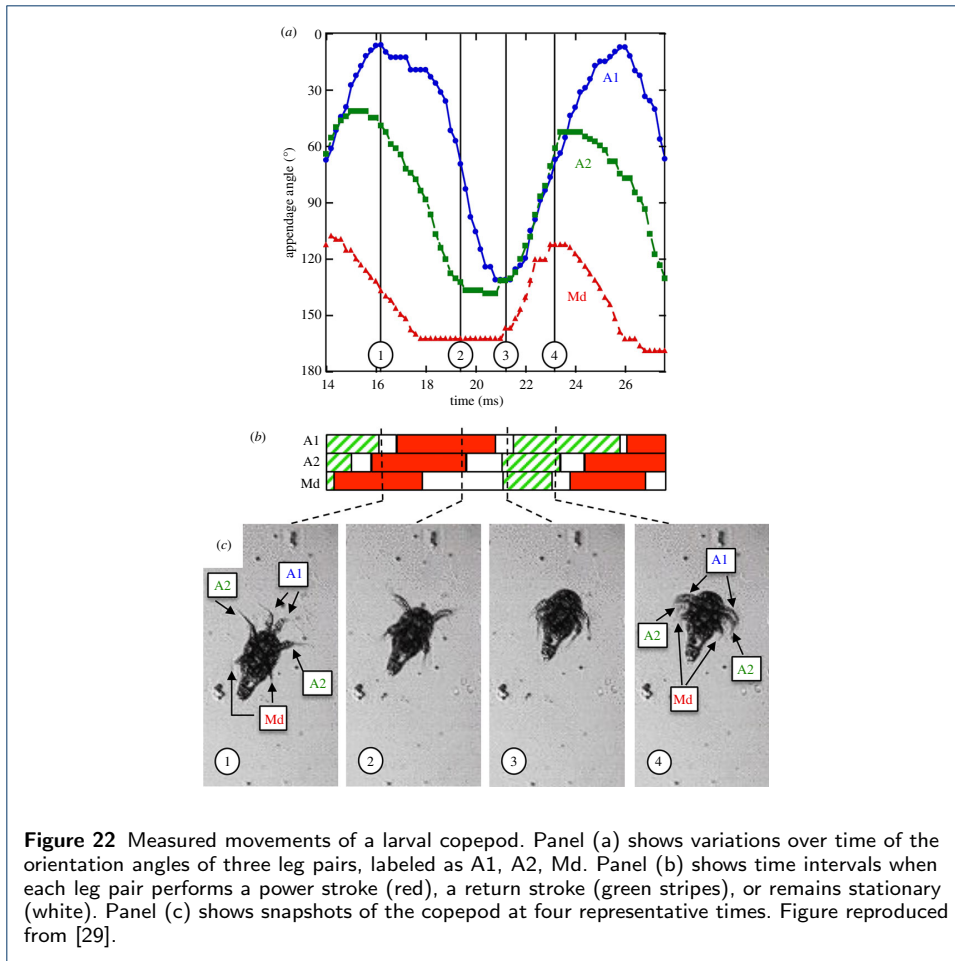 (a)
0
30
60
90
120
150
180
appendage angle (°)
A1
A2
Md
1
2
3
4
14
16
18
20
22
24
26
time (ms)
(b)
A1
A2
Md
(c)
A2
A1
A2
Md
1
2
3
A1
A2
A2
Md
4
Figure 22 Measured movements of a larval copepod. Panel (a) shows variations over time of the
orientation angles of three leg pairs, labeled as A1, A2, Md. Panel (b) shows time intervals when
each leg pair performs a power stroke (red), a return stroke (green stripes), or remains stationary
(white). Panel (c) shows snapshots of the copepod at four representative times. Figure reproduced
from [29].